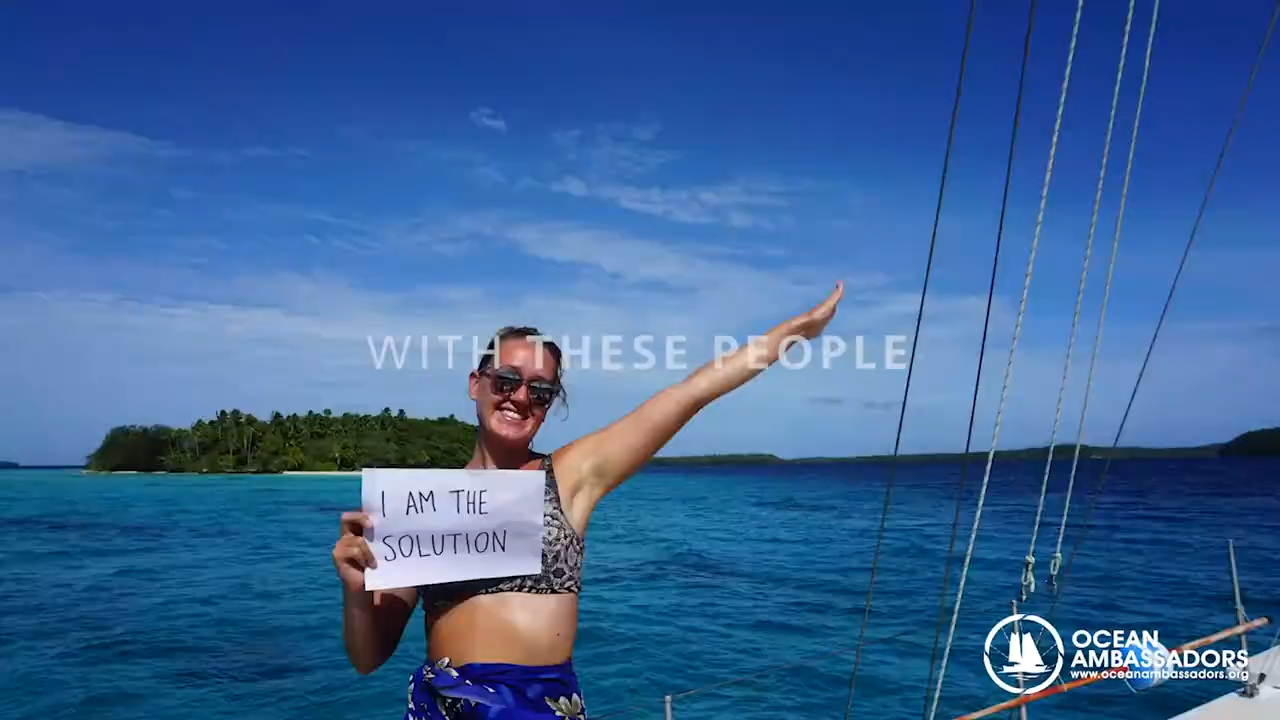 WITH THESE PEOPLE
I AM THE
SOLUTION
OCEAN
AMBASSADORS
www.oceanambassadors.org